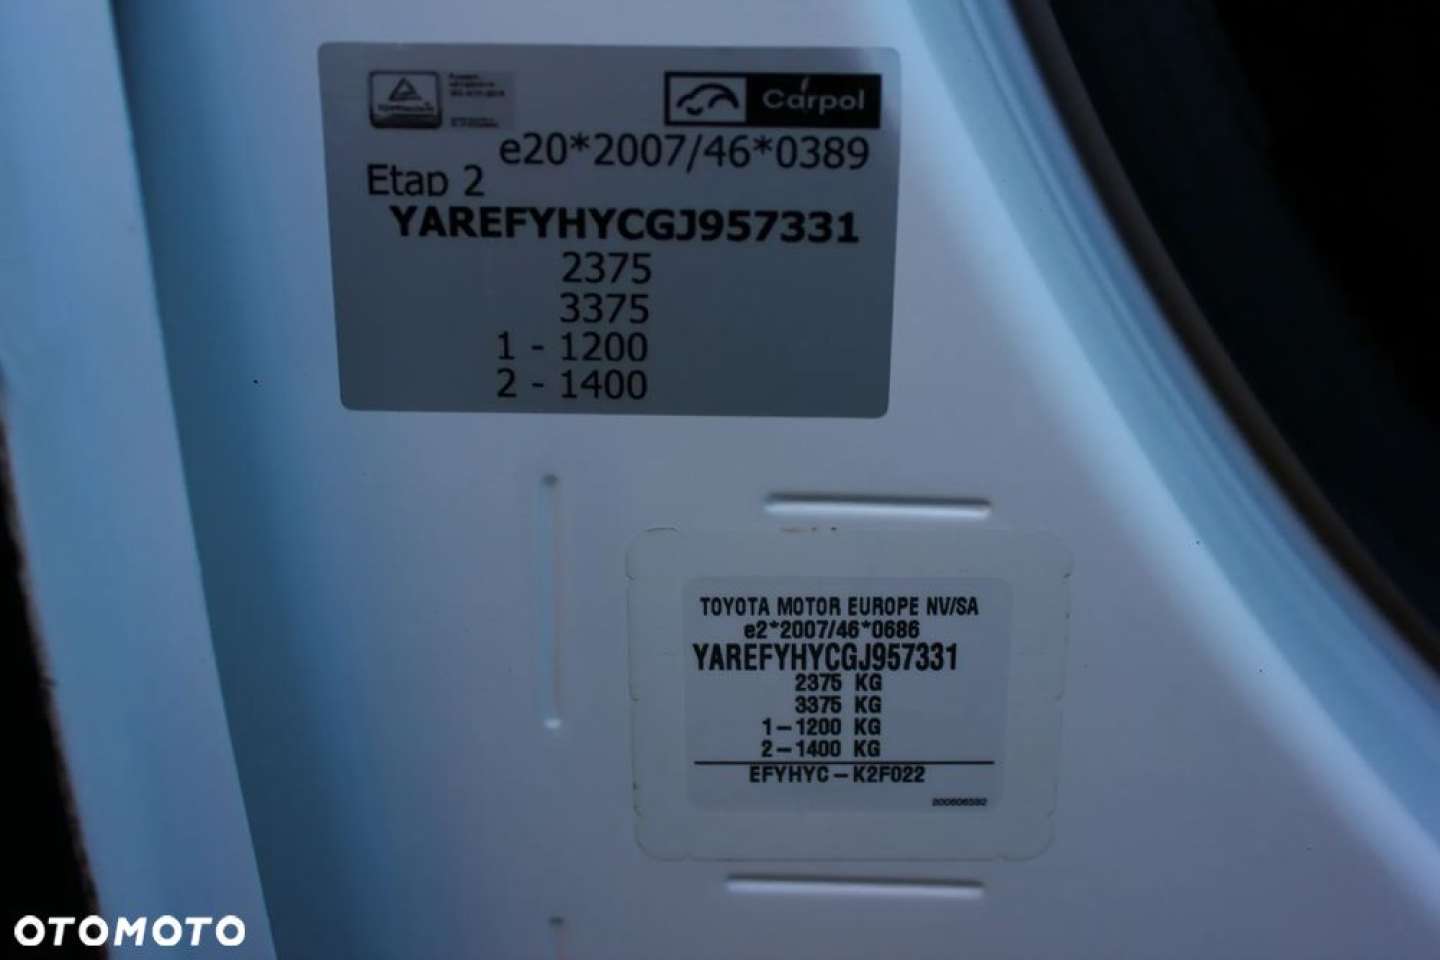 Carpol
e20*2007/46*0389
Etap 2
YAREFYHYCGJ957331
2375
3375
1 - 1200
2 - 1400
TOYOTA MOTOR EUROPE NV/SA
e2*2007/46*0686
YAREFYHYCGJ957331
2375 KG
3375 KG
1-1200 KG
2-1400 KG
EFYHYC-K2F022
OTOMOTO